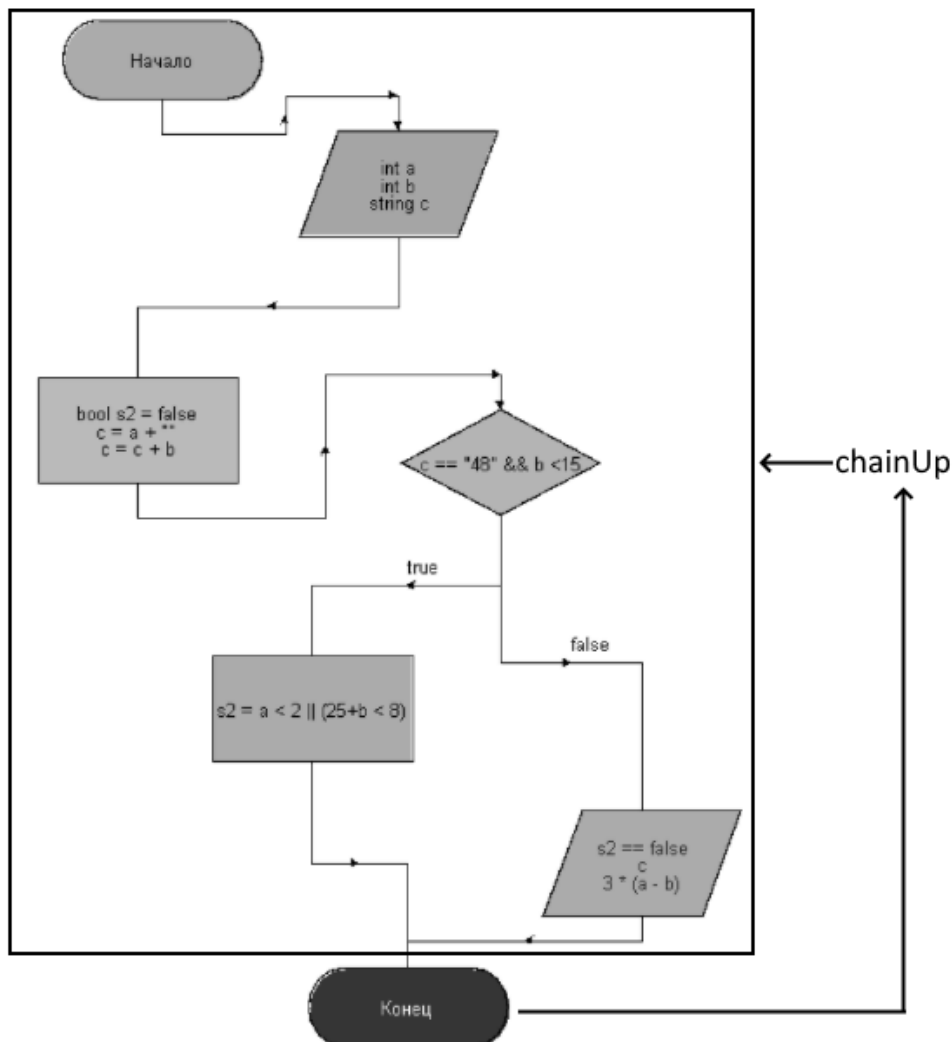 Начало
int a
int b
string c
bool s2 = false
c = a + ""
c = c + b
c == "48" && b <15
chainUp
true
false
s2 = a < 2 || (25+b < 8)
s2 == false
c
3 * (a - b)
Конец